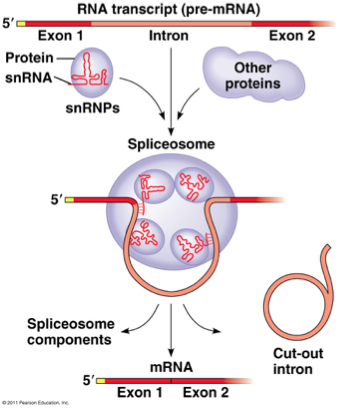 RNA transcript (pre-mRNA)
5′
Exon 1
Intron
Exon 2
Protein
snRNA
snRNPs
Other
proteins
Spliceosome
5′
Spliceosome
components
mRNA
5′
Exon 1
Exon 2
Cut-out
intron
© 2011 Pearson Education, Inc.